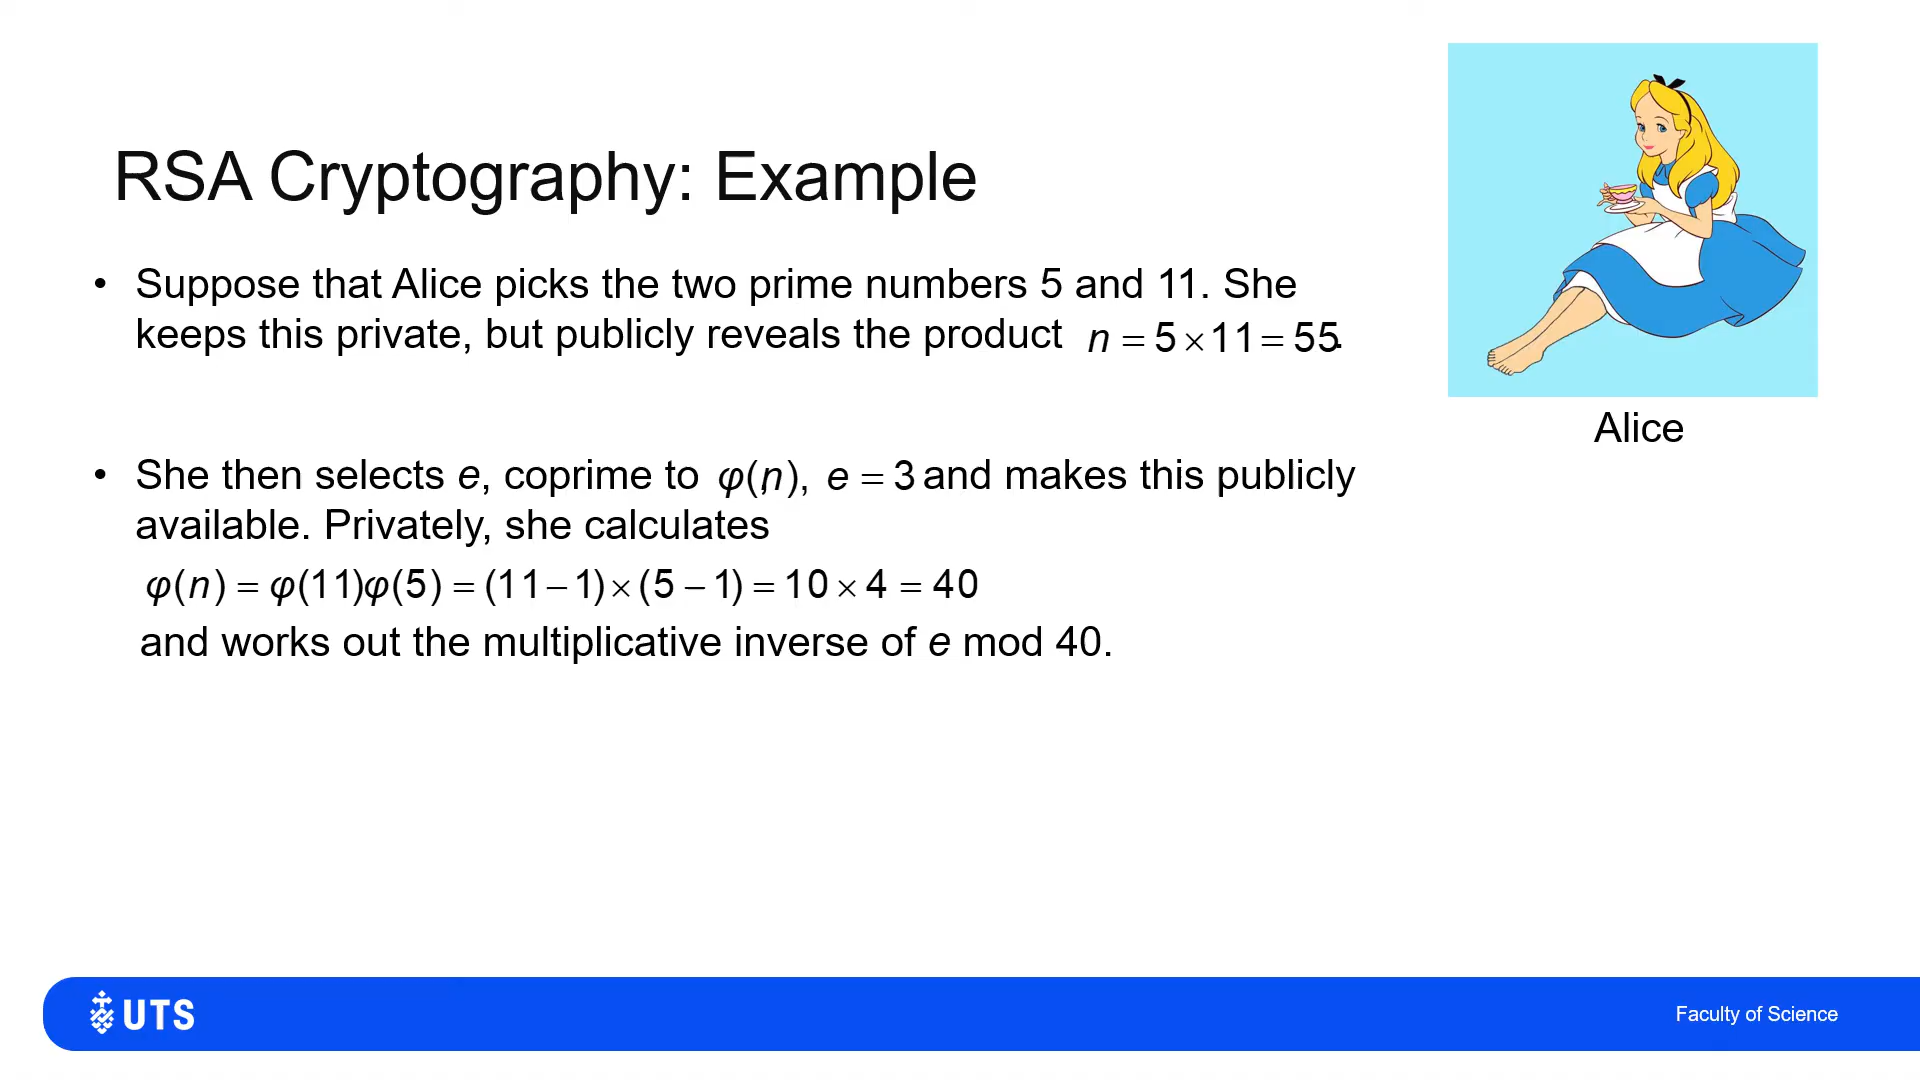 RSA Cryptography: Example
• Suppose that Alice picks the two prime numbers 5 and 11. She
keeps this private, but publicly reveals the product n = 5 × 11 = 55.
Alice
• She then selects e, coprime to φ(n), e = 3 and makes this publicly
available. Privately, she calculates
φ(n) = φ(11)φ(5) = (11 − 1) × (5 − 1) = 10 × 4 = 40
and works out the multiplicative inverse of e mod 40.
UTS
Faculty of Science